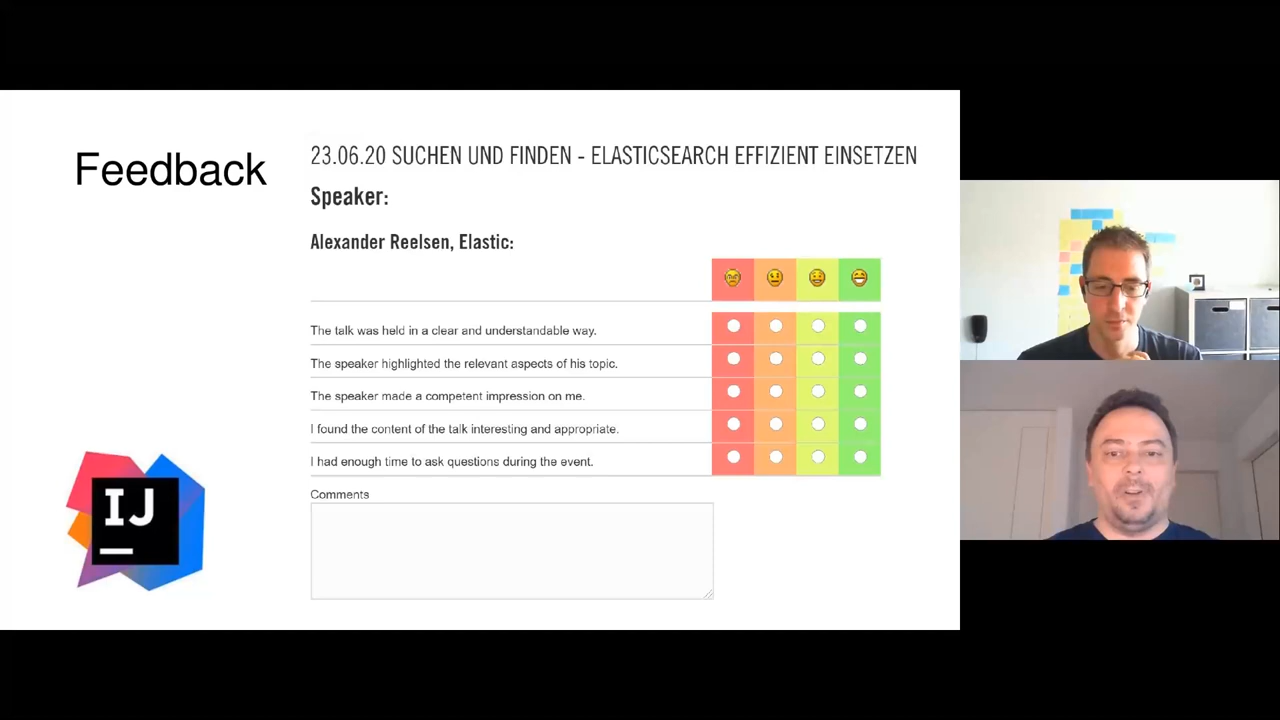 Feedback
23.06.20 SUCHEN UND FINDEN - ELASTICSEARCH EFFIZIENT EINSETZEN
Speaker:
Alexander Reelsen, Elastic:
The talk was held in a clear and understandable way.
The speaker highlighted the relevant aspects of his topic.
The speaker made a competent impression on me.
I found the content of the talk interesting and appropriate.
I had enough time to ask questions during the event.
Comments
IJ